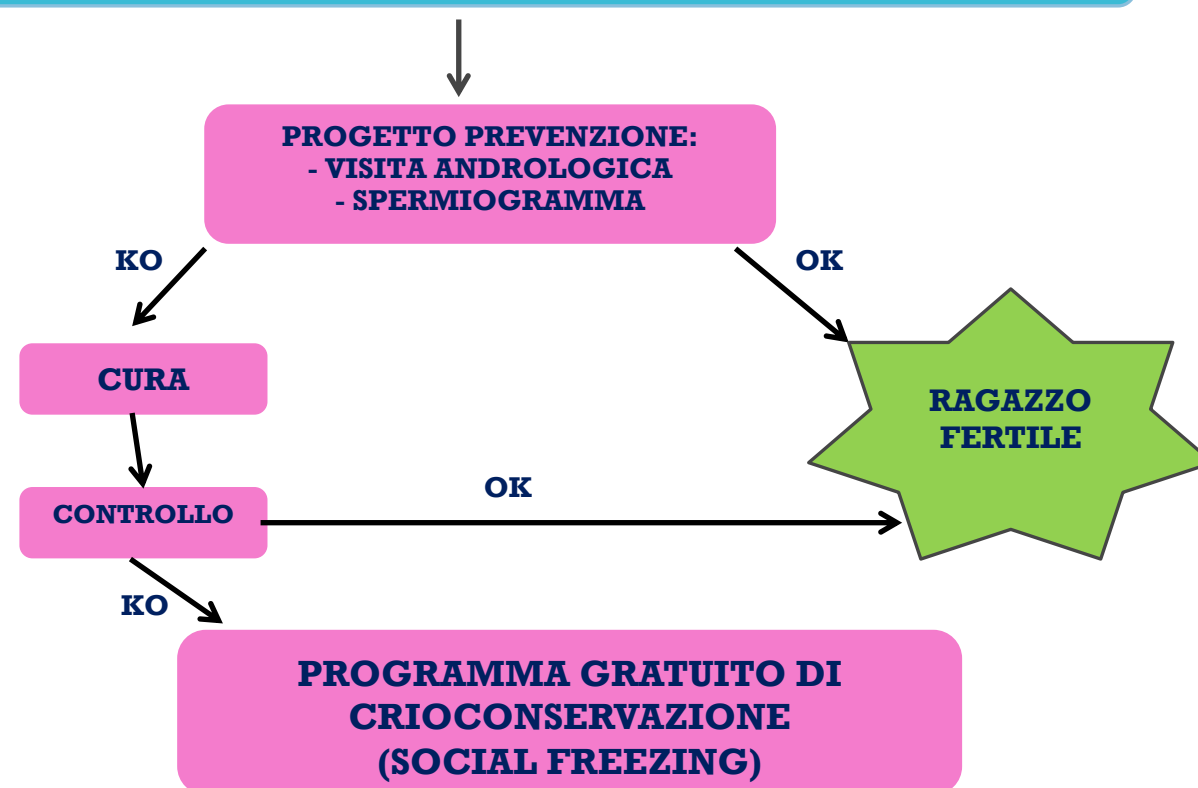 PROGETTO PREVENZIONE:
- VISITA ANDROLOGICA
- SPERMIOGRAMMA
KO
OK
CURA
RAGAZZO
FERTILE
CONTROLLO
OK
KO
PROGRAMMA GRATUITO DI
CRIOCONSERVAZIONE
(SOCIAL FREEZING)